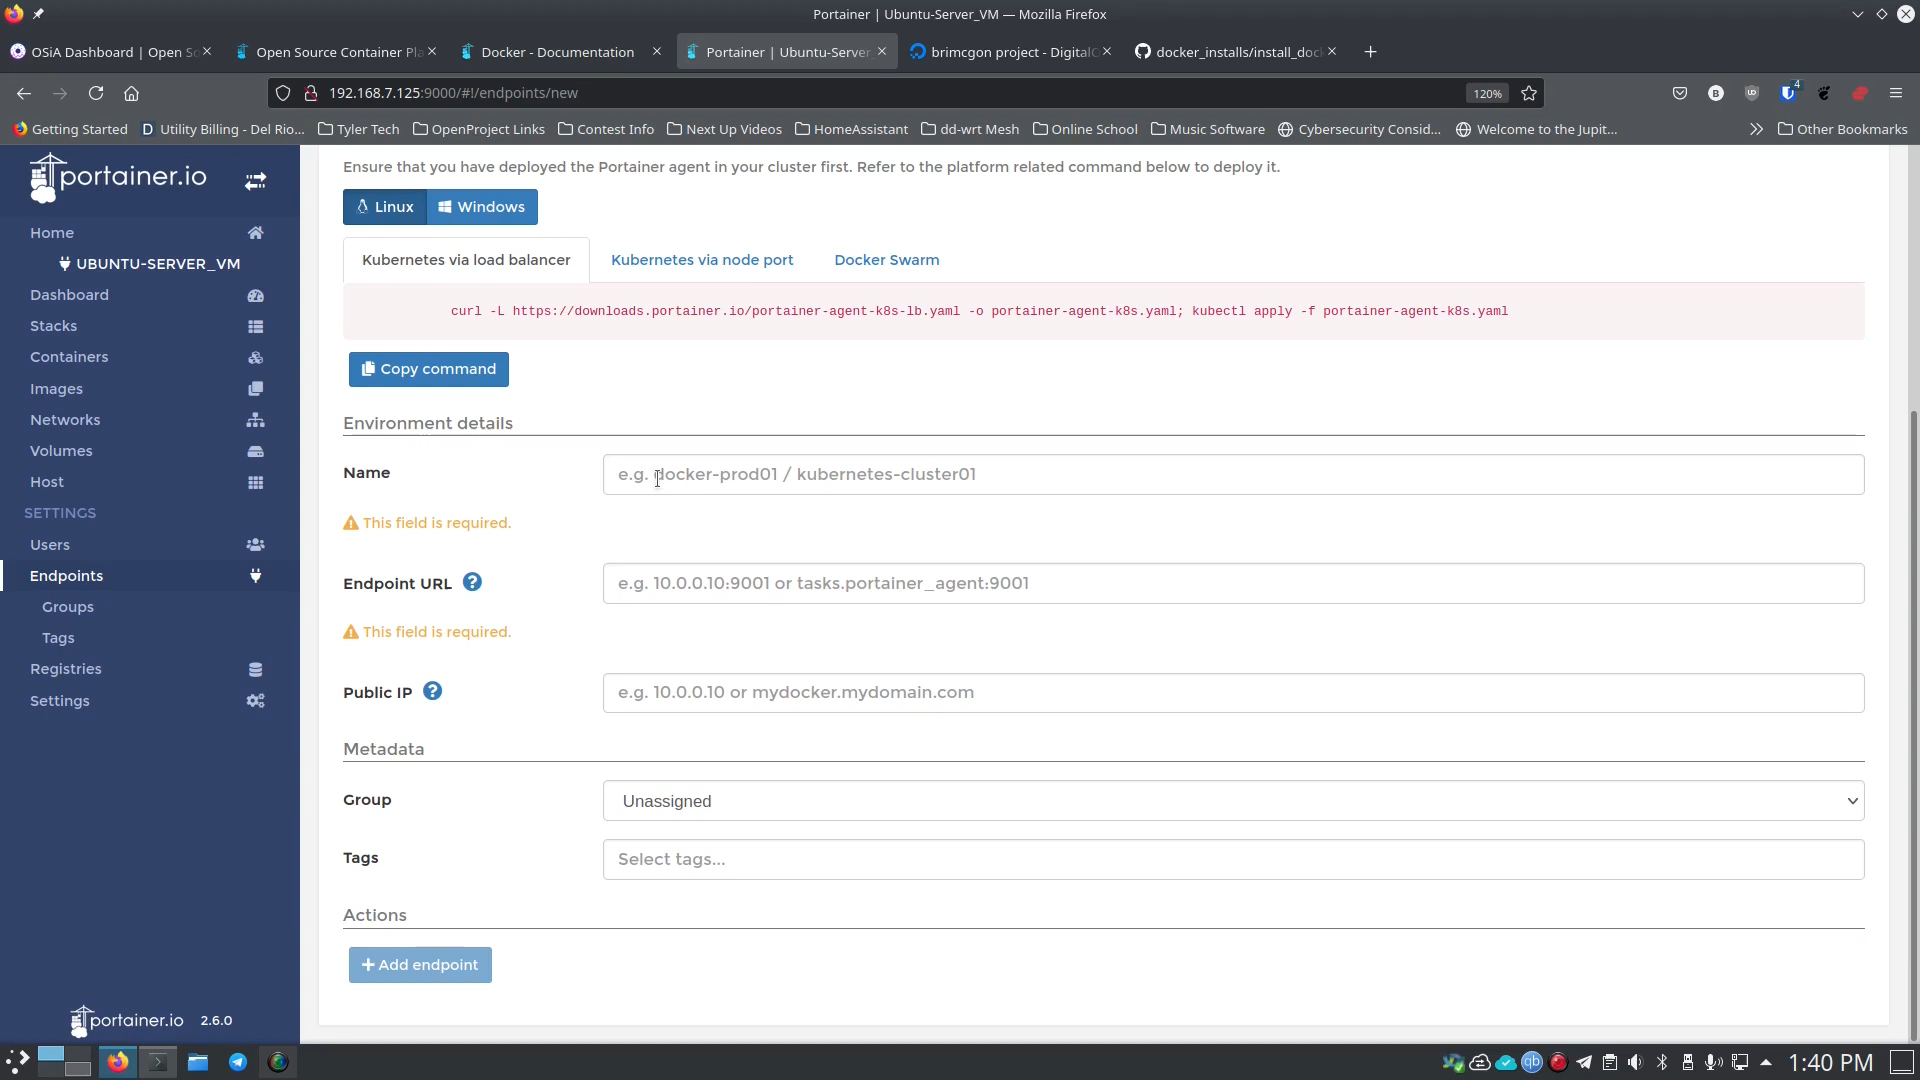 Portainer | Ubuntu-Server_VM — Mozilla Firefox
OSiA Dashboard | Open So
Open Source Container Pla
Docker - Documentation
Portainer | Ubuntu-Server
brimcgon project - DigitalO
docker_installs/install_doc
192.168.7.125:9000/#!/endpoints/new
120%
4
Getting Started
Utility Billing - Del Rio...
Tyler Tech
OpenProject Links
Contest Info
Next Up Videos
HomeAssistant
dd-wrt Mesh
Online School
Music Software
Cybersecurity Consid...
Welcome to the Jupit...
Other Bookmarks
portainer.io
Home
UBUNTU-SERVER_VM
Dashboard
Stacks
Containers
Images
Networks
Volumes
Host
SETTINGS
Users
Endpoints
Groups
Tags
Registries
Settings
portainer.io 2.6.0
Ensure that you have deployed the Portainer agent in your cluster first. Refer to the platform related command below to deploy it.
Linux
Windows
Kubernetes via load balancer
Kubernetes via node port
Docker Swarm
curl -L https://downloads.portainer.io/portainer-agent-k8s-lb.yaml -o portainer-agent-k8s.yaml; kubectl apply -f portainer-agent-k8s.yaml
Copy command
Environment details
Name
e.g. docker-prod01 / kubernetes-cluster01
This field is required.
Endpoint URL
e.g. 10.0.0.10:9001 or tasks.portainer_agent:9001
This field is required.
Public IP
e.g. 10.0.0.10 or mydocker.mydomain.com
Metadata
Group
Unassigned
Tags
Select tags...
Actions
Add endpoint
1:40 PM